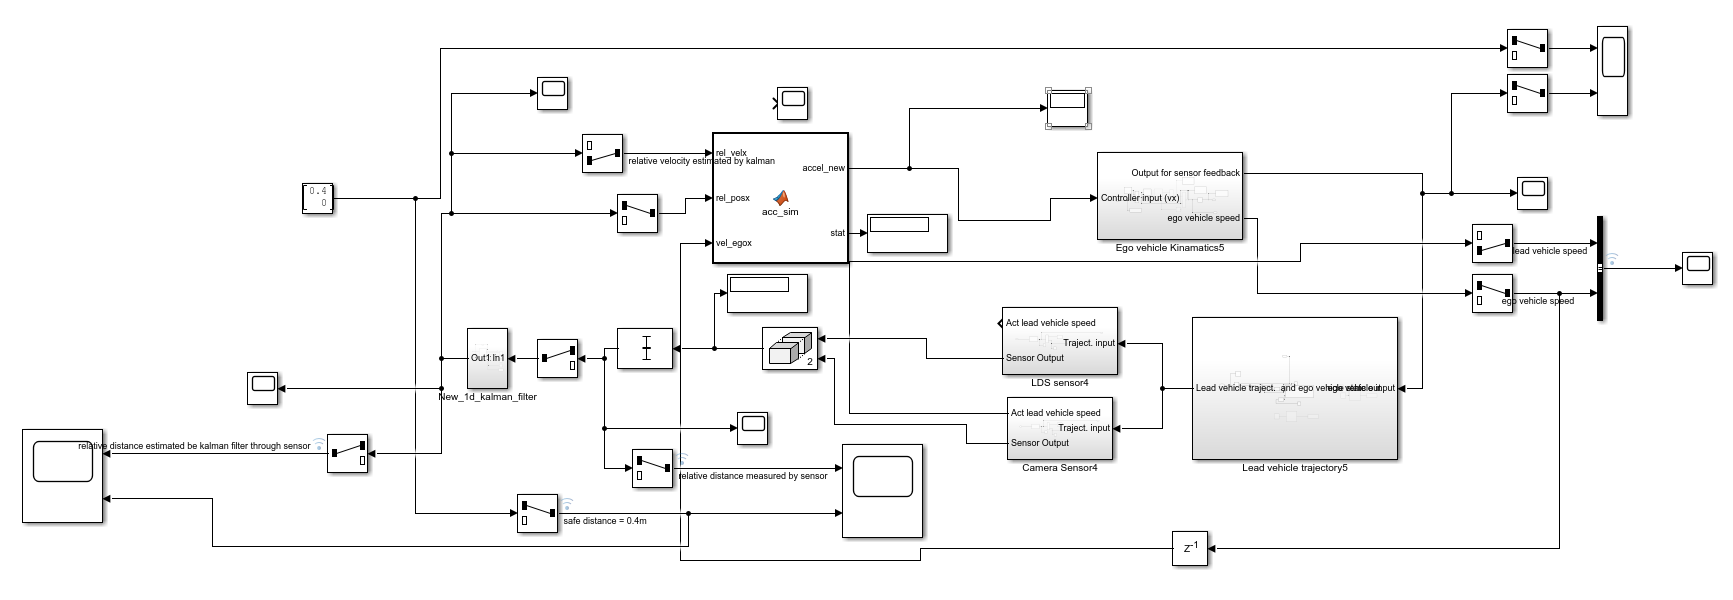 relative velocity estimated by kalman
rel_velx
accel_new
rel_posx
acc_sim
vel_egox
stat
0.4
0
Output for sensor feedback
Controller input (vx)
ego vehicle speed
Ego vehicle Kinamatics5
lead vehicle speed
ego vehicle speed
Act lead vehicle speed
Traject. input
Sensor Output
LDS sensor4
2
Out1
In1
New_1d_kalman_filter
Lead vehicle traject. and ego vehicle state out
Lead vehicle trajectory5
Act lead vehicle speed
Traject. input
Sensor Output
Camera Sensor4
relative distance estimated be kalman filter through sensor
relative distance measured by sensor
safe distance = 0.4m
Z-1